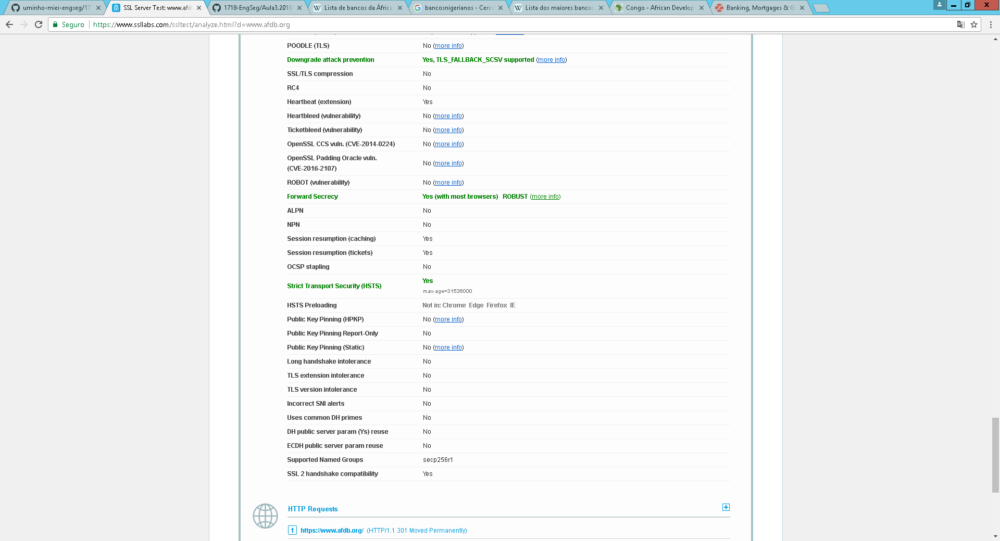 uminho-miei-engseg/17
SSL Server Test: www.afd
1718-EngSeg/Aula3.2018
Lista de bancos da África
bancosnigerianos - Cerca
Lista dos maiores bancos
Congo - African Develop
Banking, Mortgages & G
Seguro
https://www.ssllabs.com/ssltest/analyze.html?d=www.afdb.org
POODLE (TLS) No (more info)
Downgrade attack prevention Yes, TLS_FALLBACK_SCSV supported (more info)
SSL/TLS compression No
RC4 No
Heartbeat (extension) Yes
Heartbleed (vulnerability) No (more info)
Ticketbleed (vulnerability) No (more info)
OpenSSL CCS vuln. (CVE-2014-0224) No (more info)
OpenSSL Padding Oracle vuln.
(CVE-2016-2107) No (more info)
ROBOT (vulnerability) No (more info)
Forward Secrecy Yes (with most browsers) ROBUST (more info)
ALPN No
NPN No
Session resumption (caching) Yes
Session resumption (tickets) Yes
OCSP stapling No
Strict Transport Security (HSTS) Yes
max-age=31536000
HSTS Preloading Not in: Chrome Edge Firefox IE
Public Key Pinning (HPKP) No (more info)
Public Key Pinning Report-Only No
Public Key Pinning (Static) No (more info)
Long handshake intolerance No
TLS extension intolerance No
TLS version intolerance No
Incorrect SNI alerts No
Uses common DH primes No
DH public server param (Ys) reuse No
ECDH public server param reuse No
Supported Named Groups secp256r1
SSL 2 handshake compatibility Yes
HTTP Requests
1 https://www.afdb.org/ (HTTP/1.1 301 Moved Permanently)